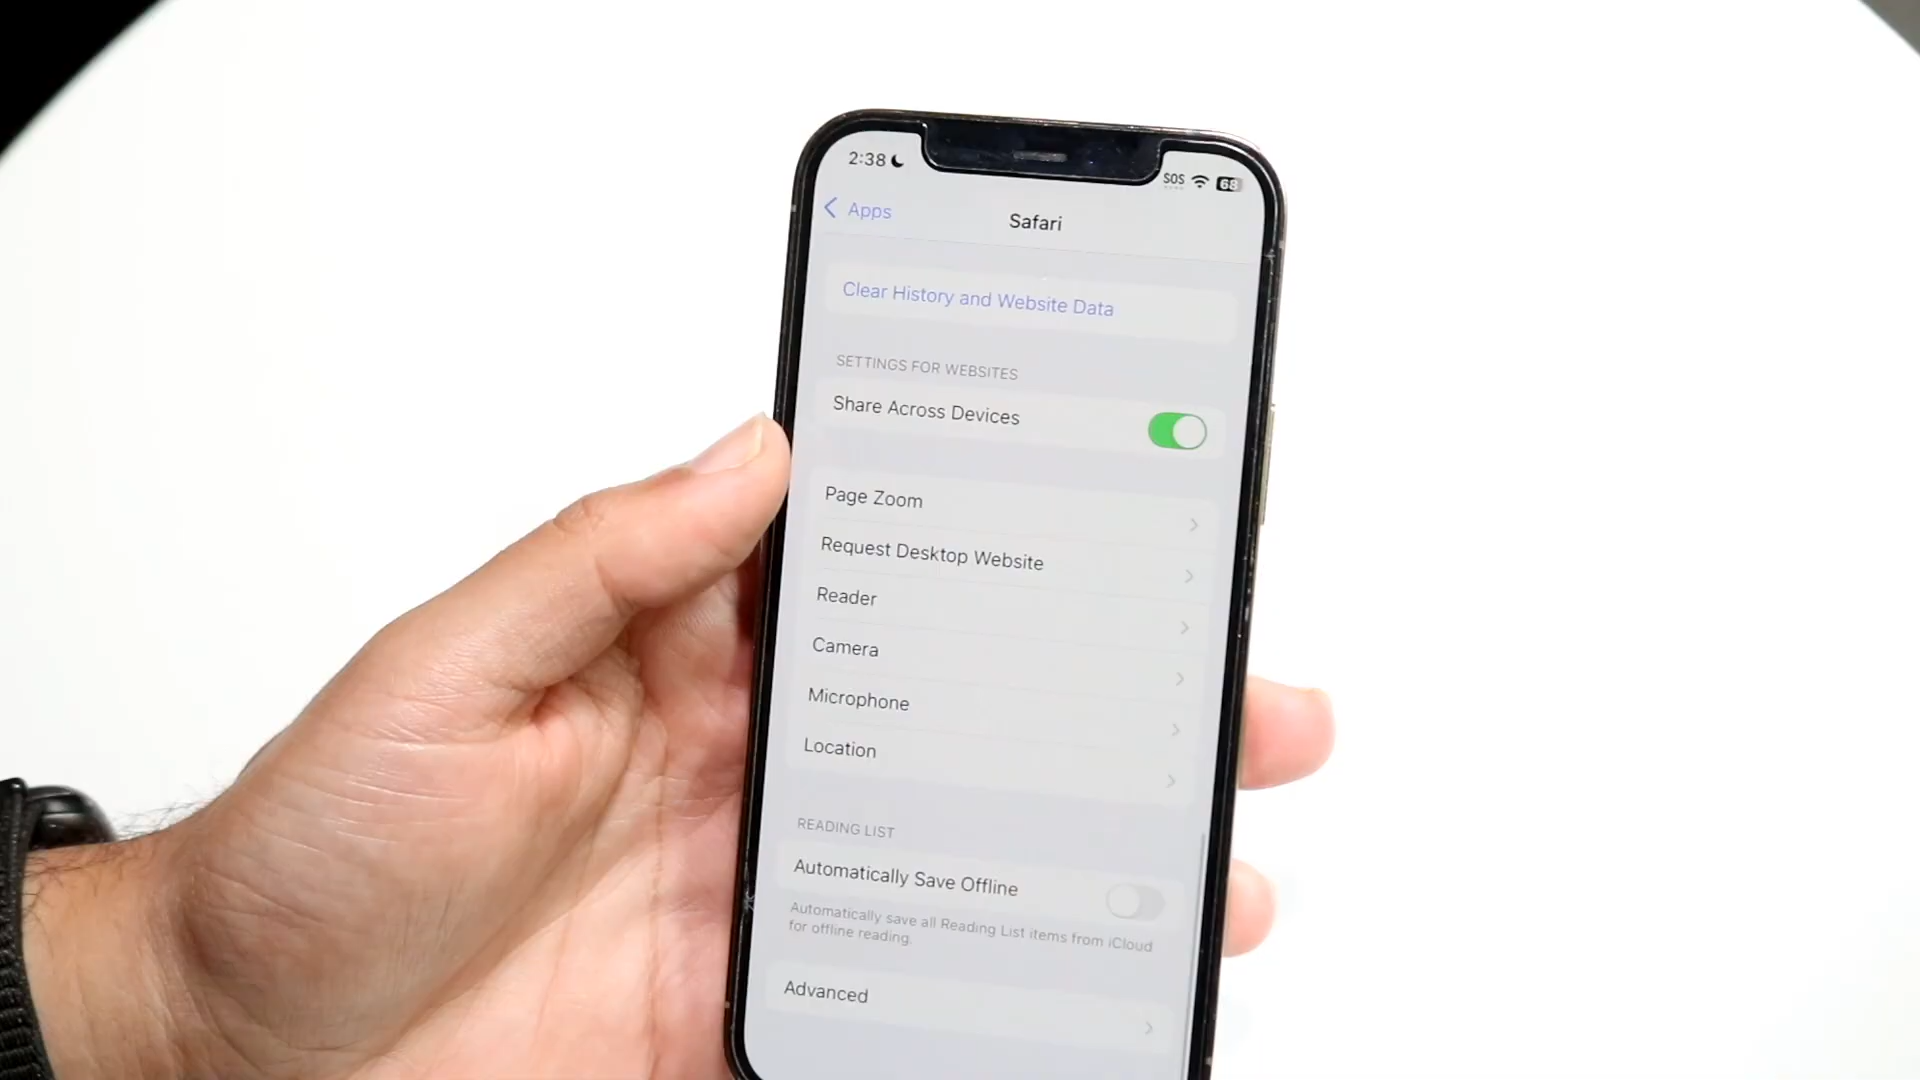 2:38
SOS
68
Apps
Safari
Clear History and Website Data
SETTINGS FOR WEBSITES
Share Across Devices
Page Zoom
Request Desktop Website
Reader
Camera
Microphone
Location
READING LIST
Automatically Save Offline
Automatically save all Reading List items from iCloud
for offline reading.
Advanced